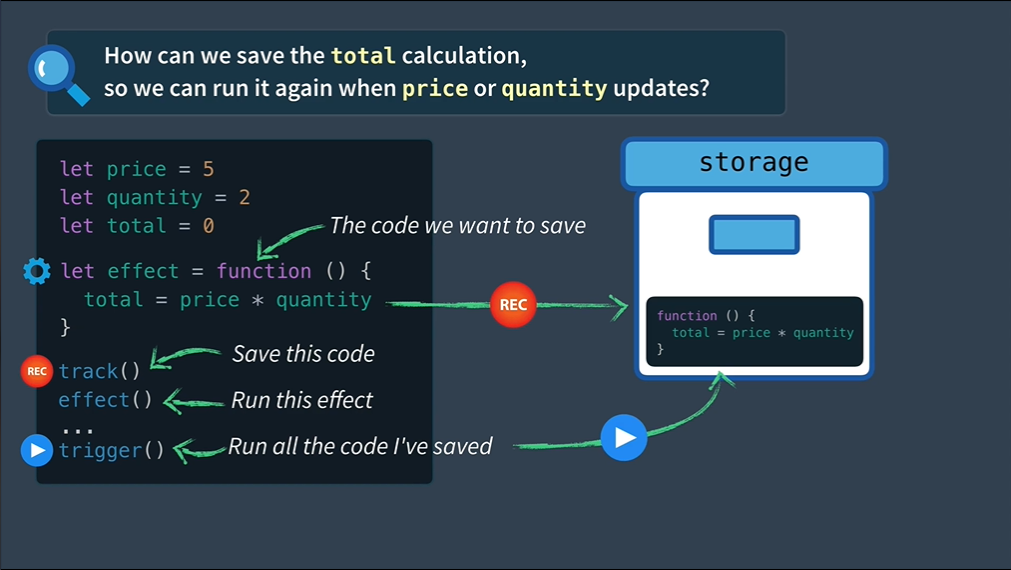 How can we save the total calculation,
so we can run it again when price or quantity updates?
let price = 5
let quantity = 2
let total = 0
The code we want to save
let effect = function () {
total = price * quantity
}
REC
storage
function () {
total = price * quantity
}
REC
track()
Save this code
effect()
Run this effect
...
trigger()
Run all the code I've saved